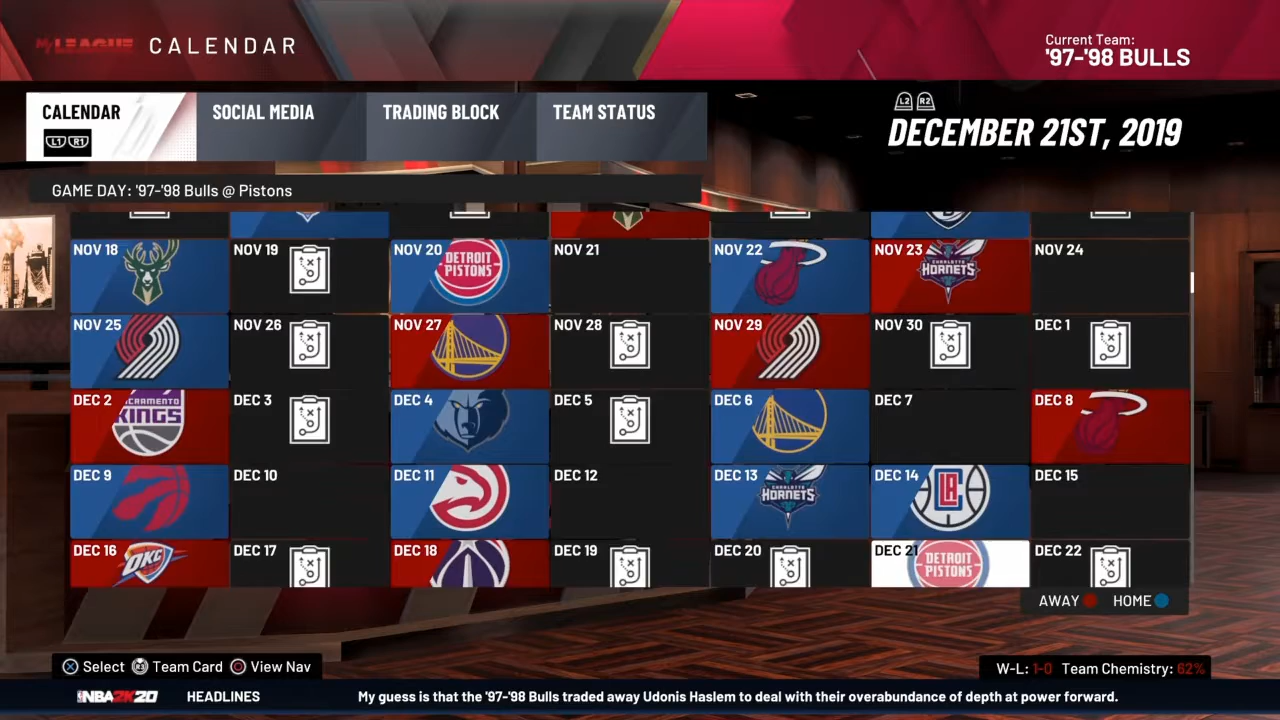 MyLEAGUE CALENDAR
Current Team:
'97-'98 BULLS
CALENDAR
L1 R1
SOCIAL MEDIA
TRADING BLOCK
TEAM STATUS
L2 R2
DECEMBER 21ST, 2019
GAME DAY: '97-'98 Bulls @ Pistons
NOV 18
NOV 19
NOV 20
DETROIT
PISTONS
NOV 21
NOV 22
NOV 23
CHARLOTTE
HORNETS
NOV 24
NOV 25
NOV 26
NOV 27
NOV 28
NOV 29
NOV 30
DEC 1
DEC 2
SACRAMENTO
KINGS
DEC 3
DEC 4
DEC 5
DEC 6
DEC 7
DEC 8
DEC 9
DEC 10
DEC 11
DEC 12
DEC 13
CHARLOTTE
HORNETS
DEC 14
LA
DEC 15
DEC 16
OKC
DEC 17
DEC 18
DEC 19
DEC 20
DEC 21
DETROIT
PISTONS
DEC 22
AWAY HOME
Select R3 Team Card View Nav
W-L: 1-0 Team Chemistry: 62%
NBA2K20 HEADLINES My guess is that the '97-'98 Bulls traded away Udonis Haslem to deal with their overabundance of depth at power forward.